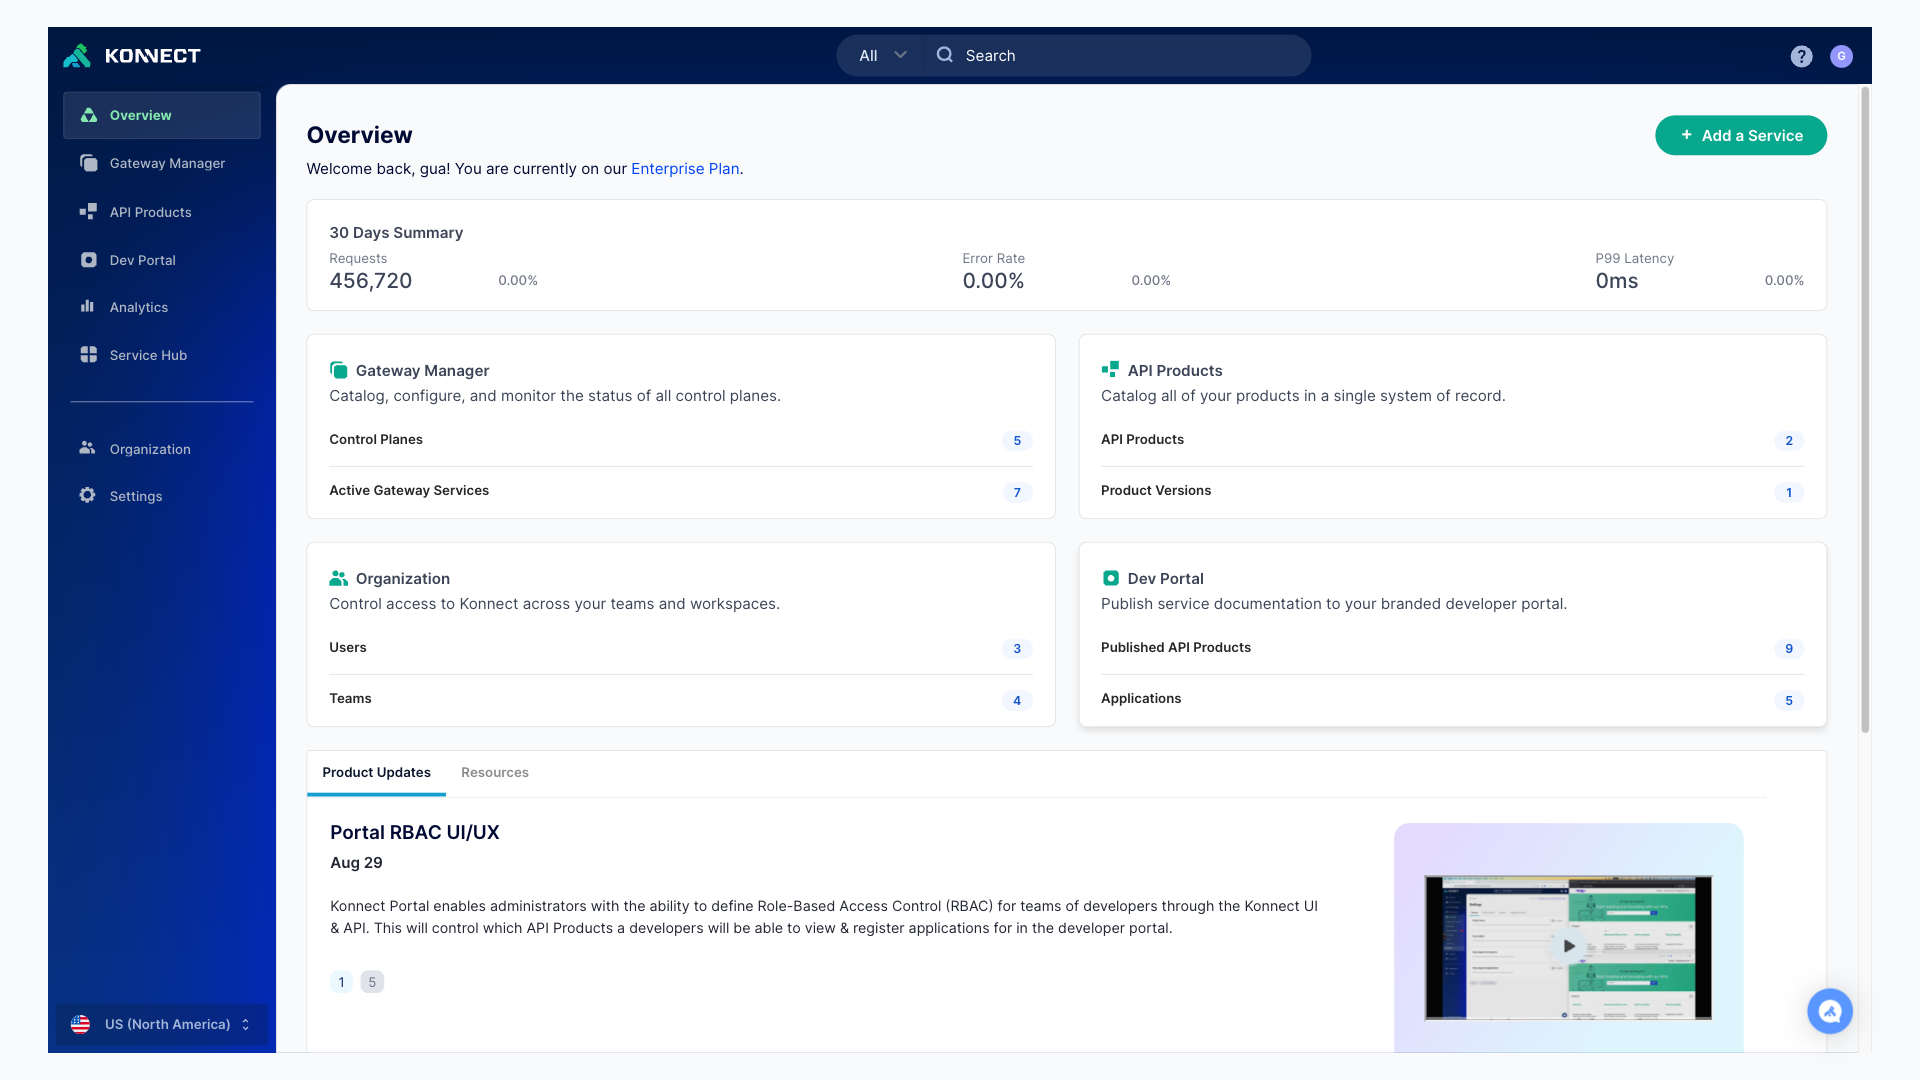 KONNECT
All
Search
?
G
Overview
Gateway Manager
API Products
Dev Portal
Analytics
Service Hub
Organization
Settings
US (North America)
Overview
Welcome back, gua! You are currently on our Enterprise Plan.
+ Add a Service
30 Days Summary
Requests
456,720 0.00%
Error Rate
0.00% 0.00%
P99 Latency
0ms 0.00%
Gateway Manager
Catalog, configure, and monitor the status of all control planes.
Control Planes 5
Active Gateway Services 7
API Products
Catalog all of your products in a single system of record.
API Products 2
Product Versions 1
Organization
Control access to Konnect across your teams and workspaces.
Users 3
Teams 4
Dev Portal
Publish service documentation to your branded developer portal.
Published API Products 9
Applications 5
Product Updates Resources
Portal RBAC UI/UX
Aug 29
Konnect Portal enables administrators with the ability to define Role-Based Access Control (RBAC) for teams of developers through the Konnect UI
& API. This will control which API Products a developers will be able to view & register applications for in the developer portal.
1 5